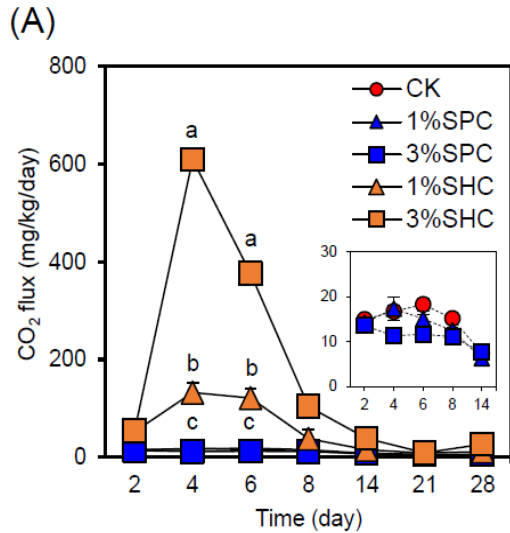 (A)
800
600
400
200
0
CO₂ flux (mg/kg/day)
CK
1%SPC
3%SPC
1%SHC
3%SHC
a
a
b
b
c
c
30
20
10
0
2 4 6 8 14
2 4 6 8 14 21 28
Time (day)